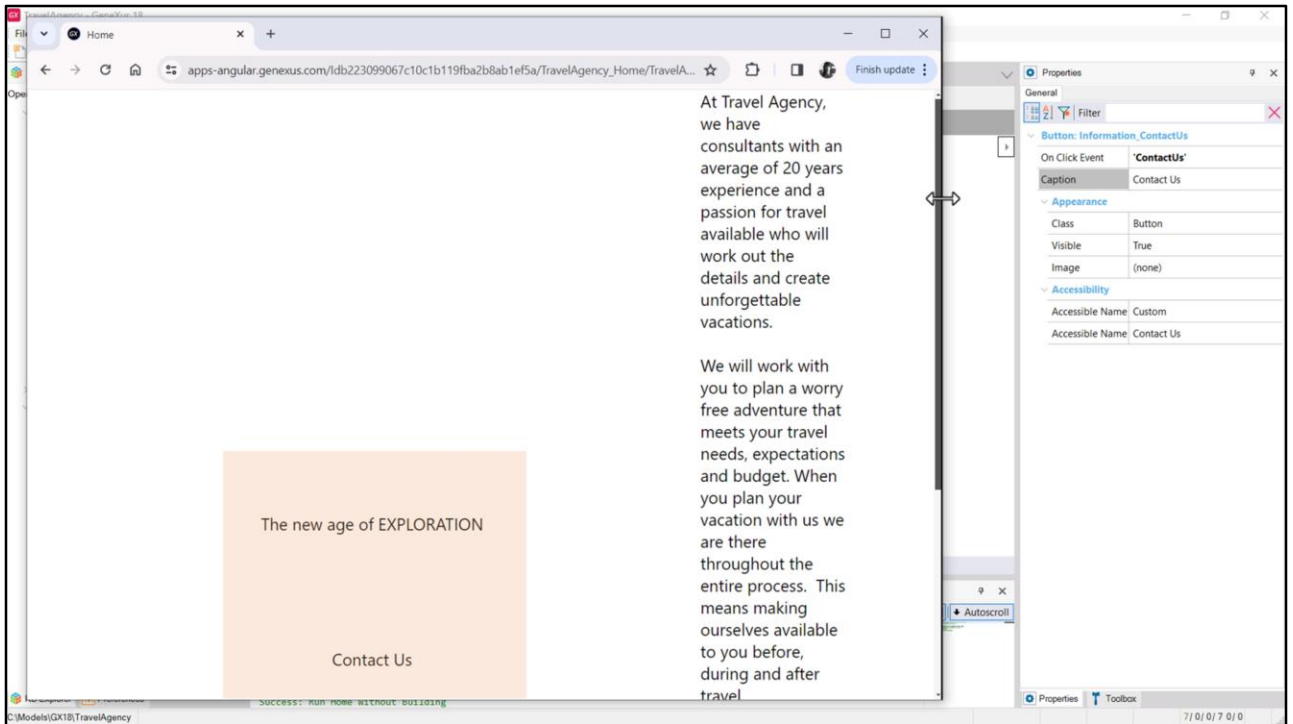 TravelAgency - GeneXus 18
Home
apps-angular.genexus.com/Idb223099067c10c1b119fba2b8ab1ef5a/TravelAgency_Home/TravelA...
Finish update
At Travel Agency,
we have
consultants with an
average of 20 years
experience and a
passion for travel
available who will
work out the
details and create
unforgettable
vacations.
We will work with
you to plan a worry
free adventure that
meets your travel
needs, expectations
and budget. When
you plan your
vacation with us we
are there
throughout the
entire process. This
means making
ourselves available
to you before,
during and after
travel
The new age of EXPLORATION
Contact Us
Properties
General
Filter
Button: Information_ContactUs
On Click Event 'ContactUs'
Caption Contact Us
Appearance
Class Button
Visible True
Image (none)
Accessibility
Accessible Name Custom
Accessible Name Contact Us
Autoscroll
Success: Run Home Without Building
Properties Toolbox
C:\Models\GX18\TravelAgency
7/ 0/ 0/ 7 0/ 0